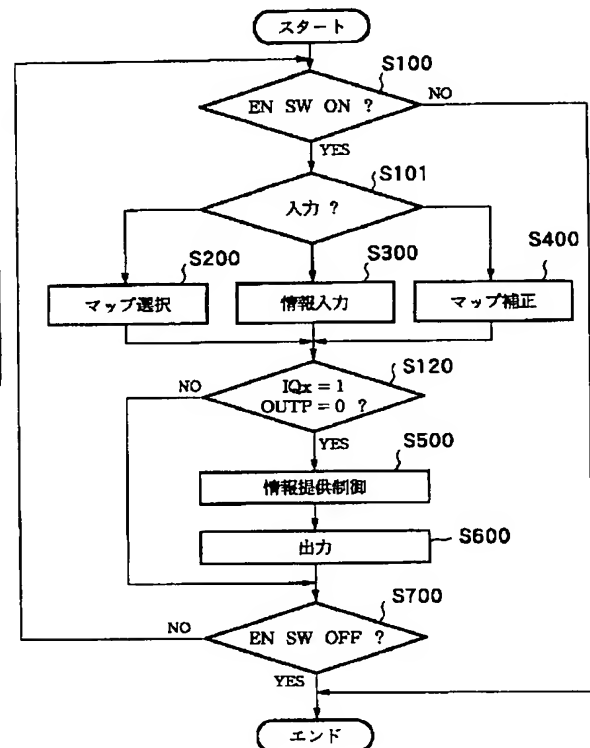 スタート
S100
EN SW ON ?
NO
YES
S101
入力 ?
S200
マップ選択
S300
情報入力
S400
マップ補正
S120
NO
IQx = 1
OUTP = 0 ?
YES
S500
情報提供制御
出力
S600
S700
NO
EN SW OFF ?
YES
エンド